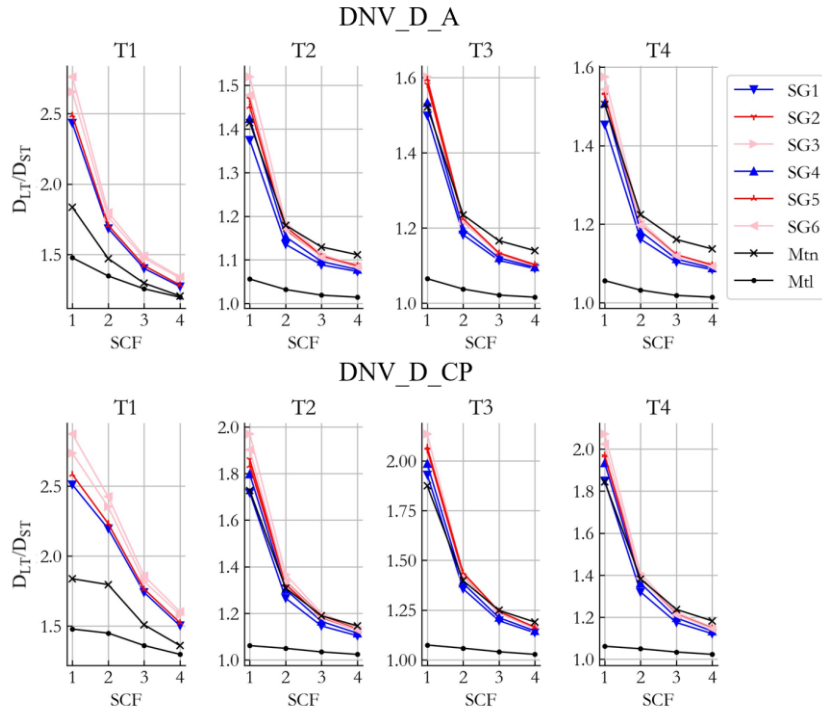 DNV_D_A
T1 T2 T3 T4
D_LT/D_ST
2.5
2.0
1.5
1 2 3 4
SCF
1.5
1.4
1.3
1.2
1.1
1.0
1 2 3 4
SCF
1.6
1.4
1.2
1.0
1 2 3 4
SCF
1.6
1.4
1.2
1.0
1 2 3 4
SCF
SG1
SG2
SG3
SG4
SG5
SG6
Mtn
Mtl
DNV_D_CP
T1 T2 T3 T4
D_LT/D_ST
2.5
2.0
1.5
1 2 3 4
SCF
2.0
1.8
1.6
1.4
1.2
1.0
1 2 3 4
SCF
2.00
1.75
1.50
1.25
1.00
1 2 3 4
SCF
2.0
1.8
1.6
1.4
1.2
1.0
1 2 3 4
SCF